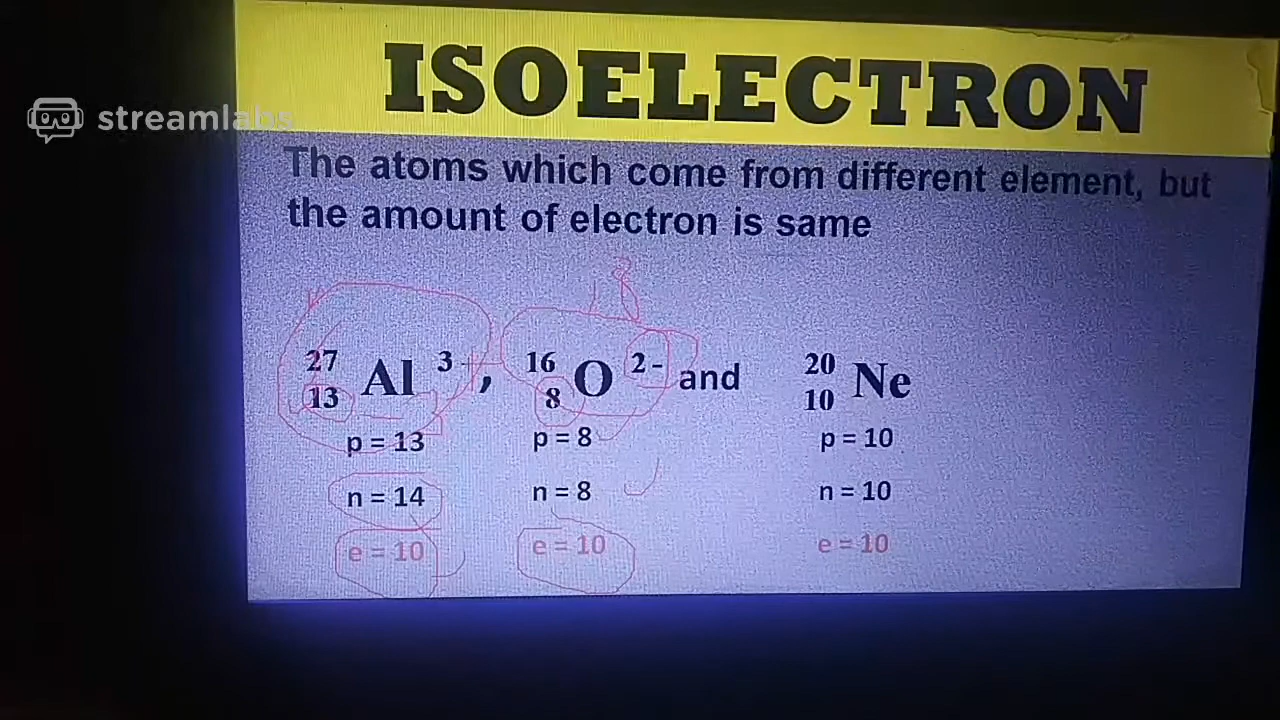 streamlabs
ISOELECTRON
The atoms which come from different element, but
the amount of electron is same
27 13 Al 3+, 16 8 O 2- and 20 10 Ne
p = 13 p = 8 p = 10
n = 14 n = 8 n = 10
e = 10 e = 10 e = 10